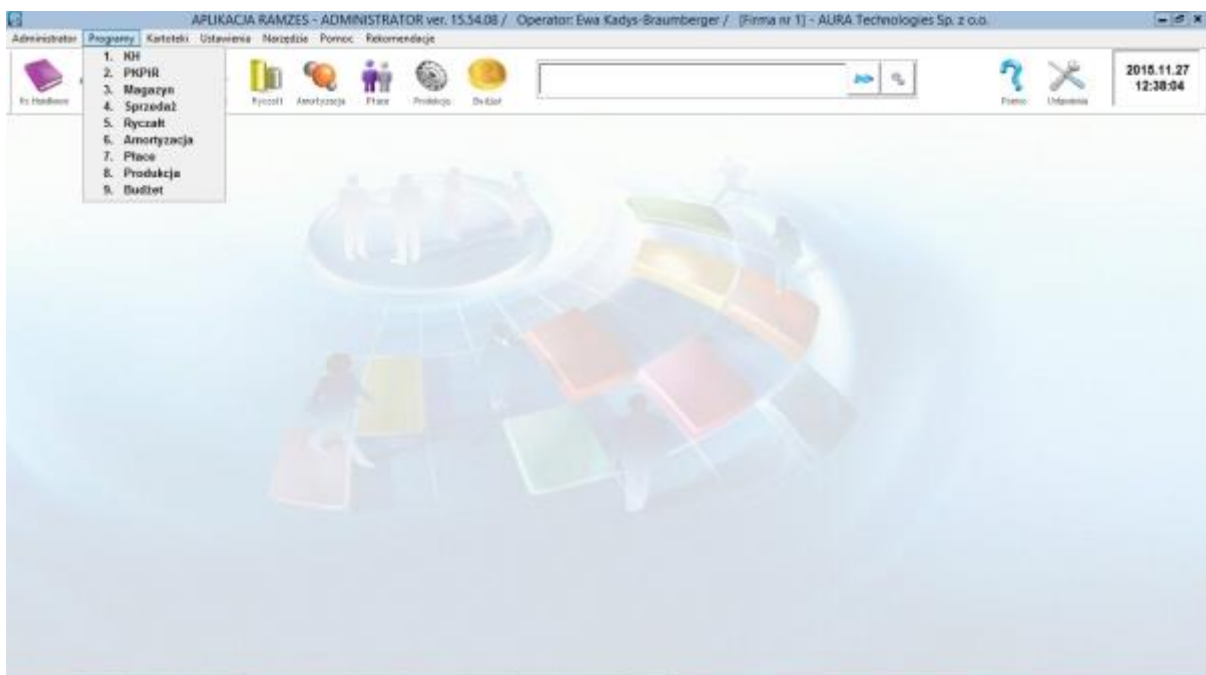 APLIKACJA RAMZES - ADMINISTRATOR ver. 15.54.08 / Operator: Ewa Kadys-Braumberger / [Firma nr 1] - AURA Technologies Sp. z o.o.
Administrator Programy Kartoteki Ustawienia Narzędzia Pomoc Rekomendacje
1. KH
2. PKPiR
3. Magazyn
4. Sprzedaż
5. Ryczałt
6. Amortyzacja
7. Płace
8. Produkcja
9. Budżet
Ks Handlowa Ryczałt Amortyzacja Płace Produkcja Budżet Pomoc Ustawienia
2015.11.27
12:38:04